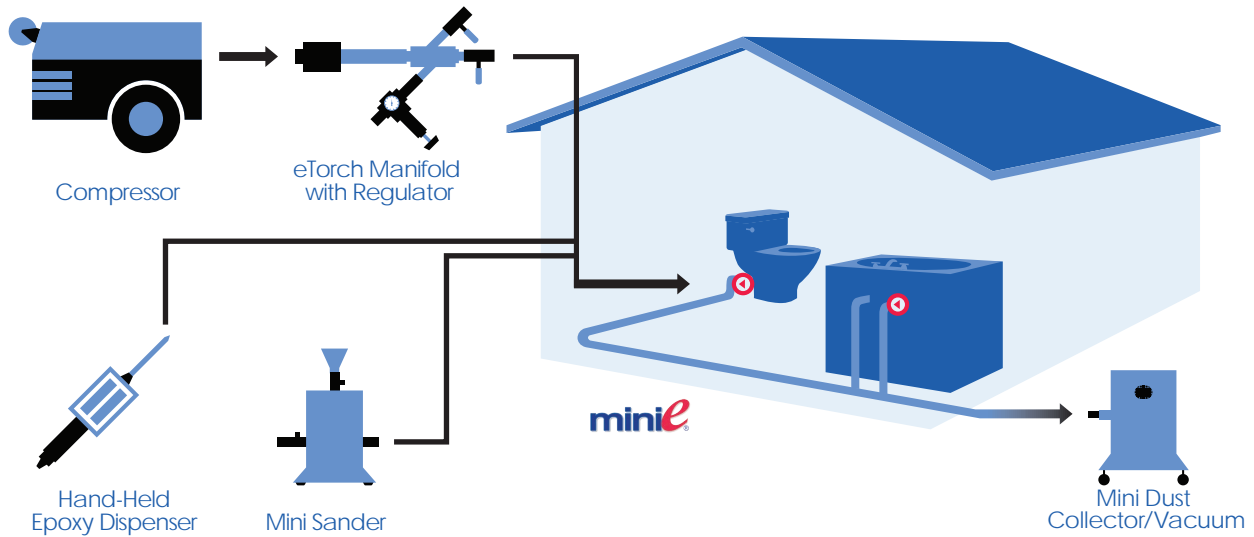 Compressor
eTorch Manifold
with Regulator
minie®
Hand-Held
Epoxy Dispenser
Mini Sander
Mini Dust
Collector/Vacuum